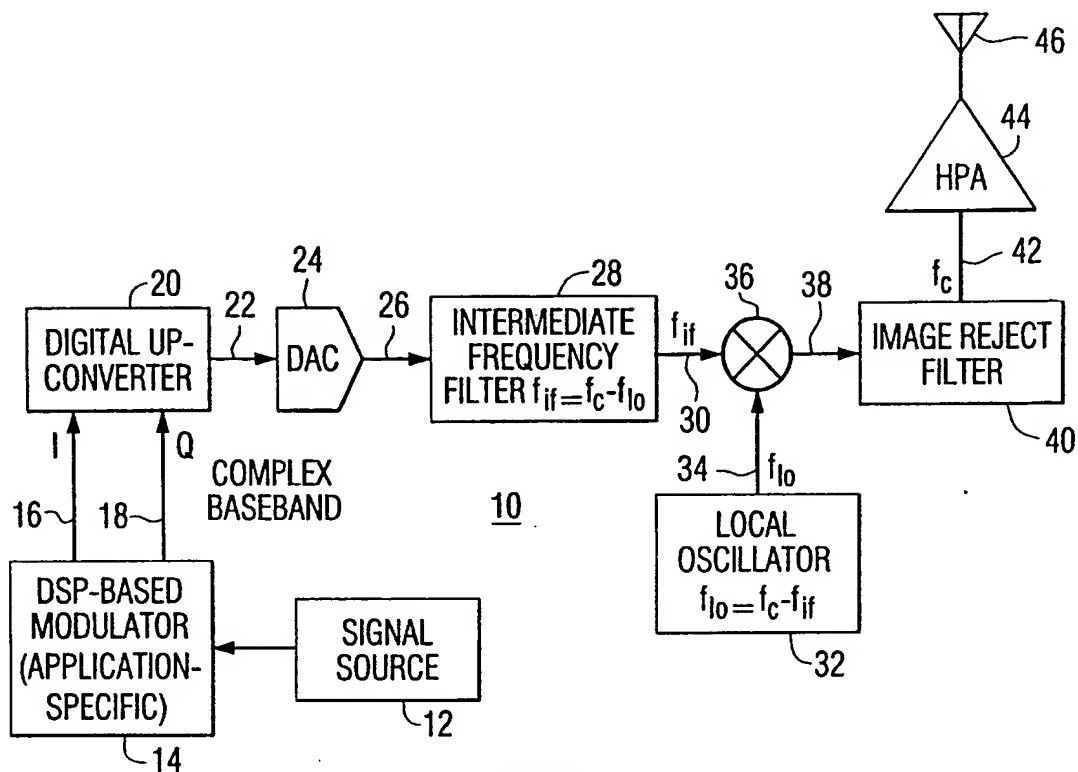 46
44
HPA
42
f_c
20
DIGITAL UP-
CONVERTER
22
24
DAC
26
28
INTERMEDIATE
FREQUENCY
FILTER f_if=f_c-f_lo
f_if
30
36
38
IMAGE REJECT
FILTER
40
I
Q
16
18
COMPLEX
BASEBAND
10
34
f_lo
LOCAL
OSCILLATOR
f_lo=f_c-f_if
32
DSP-BASED
MODULATOR
(APPLICATION-
SPECIFIC)
14
SIGNAL
SOURCE
12